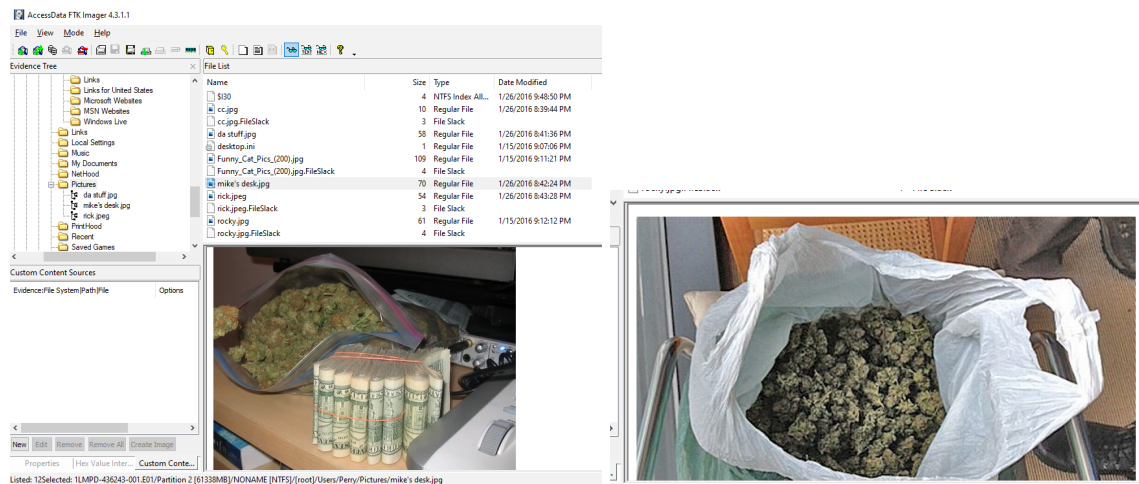 AccessData FTK Imager 4.3.1.1
File View Mode Help
Evidence Tree
File List
Links
Links for United States
Microsoft Websites
MSN Websites
Windows Live
Links
Local Settings
Music
My Documents
NetHood
Pictures
da stuff.jpg
mike's desk.jpg
rick.jpeg
PrintHood
Recent
Saved Games
Name Size Type Date Modified
$I30 4 NTFS Index All... 1/26/2016 9:48:50 PM
cc.jpg 10 Regular File 1/26/2016 8:39:44 PM
cc.jpg.FileSlack 3 File Slack
da stuff.jpg 58 Regular File 1/26/2016 8:41:36 PM
desktop.ini 1 Regular File 1/15/2016 9:07:06 PM
Funny_Cat_Pics_(200).jpg 109 Regular File 1/15/2016 9:11:21 PM
Funny_Cat_Pics_(200).jpg.FileSlack 4 File Slack
mike's desk.jpg 70 Regular File 1/26/2016 8:42:24 PM
rick.jpeg 54 Regular File 1/26/2016 8:43:28 PM
rick.jpeg.FileSlack 3 File Slack
rocky.jpg 61 Regular File 1/15/2016 9:12:12 PM
rocky.jpg.FileSlack 4 File Slack
Custom Content Sources
Evidence:File System|Path|File Options
New Edit Remove Remove All Create Image
Properties Hex Value Inter... Custom Conte...
Listed: 12Selected: 1LMPD-436243-001.E01/Partition 2 [61338MB]/NONAME [NTFS]/[root]/Users/Perry/Pictures/mike's desk.jpg